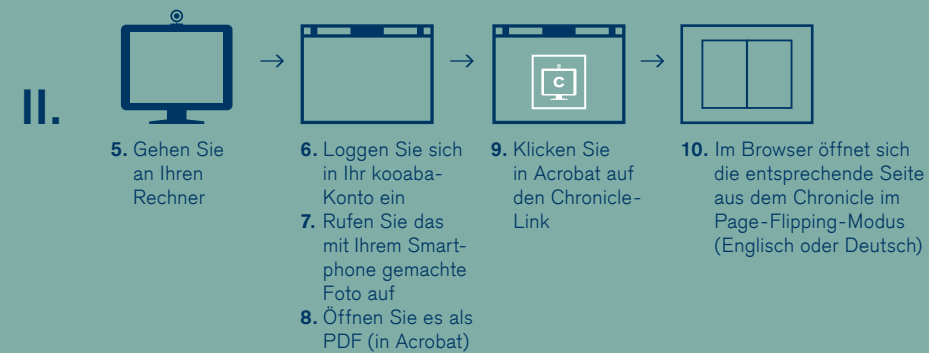 II.
C
5. Gehen Sie
an Ihren
Rechner
6. Loggen Sie sich
in Ihr kooaba-
Konto ein
7. Rufen Sie das
mit Ihrem Smart-
phone gemachte
Foto auf
8. Öffnen Sie es als
PDF (in Acrobat)
9. Klicken Sie
in Acrobat auf
den Chronicle-
Link
10. Im Browser öffnet sich
die entsprechende Seite
aus dem Chronicle im
Page-Flipping-Modus
(Englisch oder Deutsch)